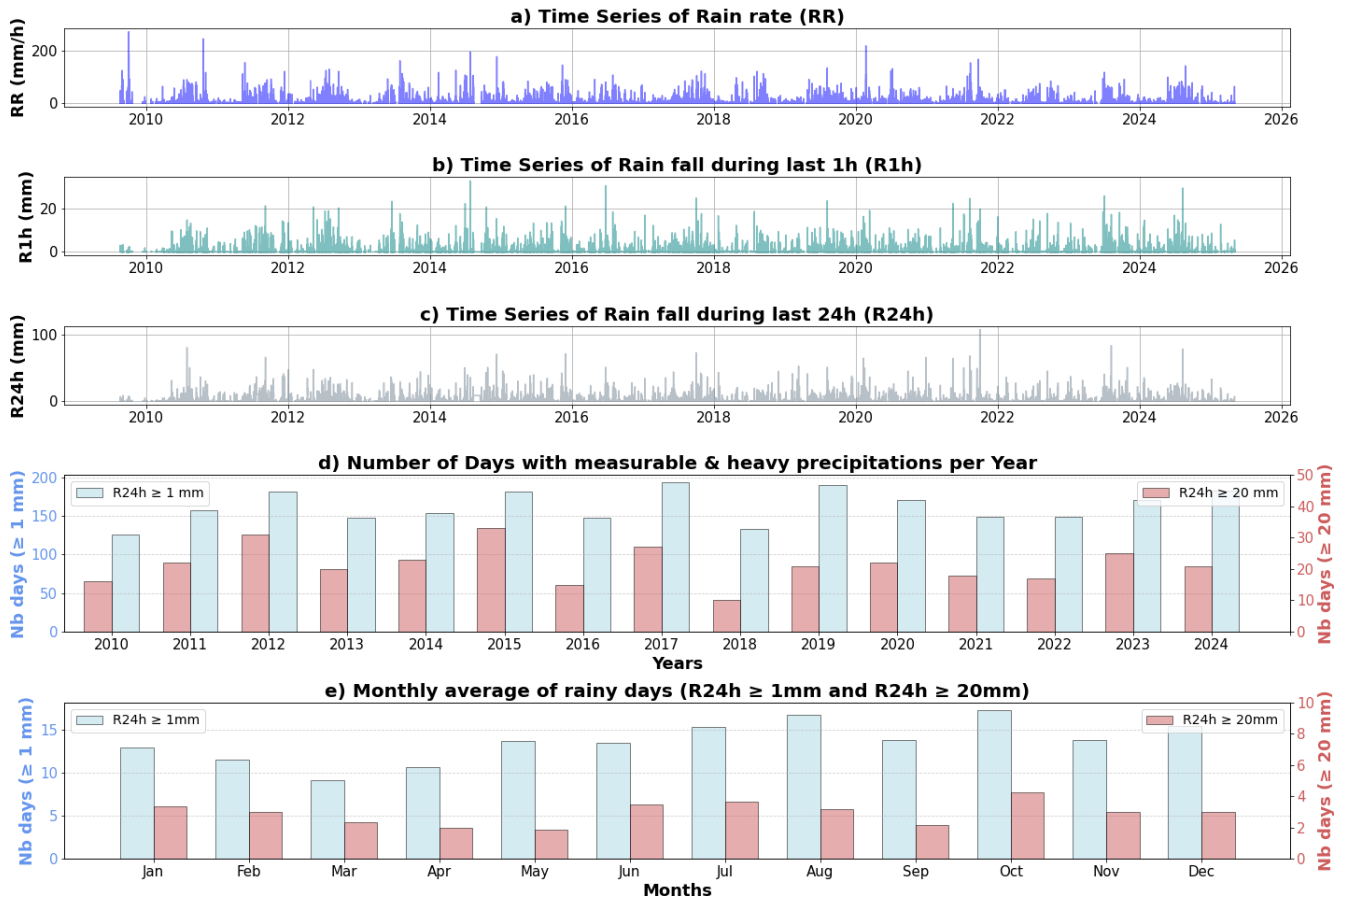 a) Time Series of Rain rate (RR)
RR (mm/h)
200
0
2010 2012 2014 2016 2018 2020 2022 2024 2026
b) Time Series of Rain fall during last 1h (R1h)
R1h (mm)
20
0
2010 2012 2014 2016 2018 2020 2022 2024 2026
c) Time Series of Rain fall during last 24h (R24h)
R24h (mm)
100
0
2010 2012 2014 2016 2018 2020 2022 2024 2026
d) Number of Days with measurable & heavy precipitations per Year
Nb days (≥ 1 mm)
200
150
100
50
0
R24h ≥ 1 mm
R24h ≥ 20 mm
50
40
30
20
10
0
Nb days (≥ 20 mm)
2010 2011 2012 2013 2014 2015 2016 2017 2018 2019 2020 2021 2022 2023 2024
Years
e) Monthly average of rainy days (R24h ≥ 1mm and R24h ≥ 20mm)
Nb days (≥ 1 mm)
15
10
5
0
R24h ≥ 1mm
R24h ≥ 20mm
10
8
6
4
2
0
Nb days (≥ 20 mm)
Jan Feb Mar Apr May Jun Jul Aug Sep Oct Nov Dec
Months